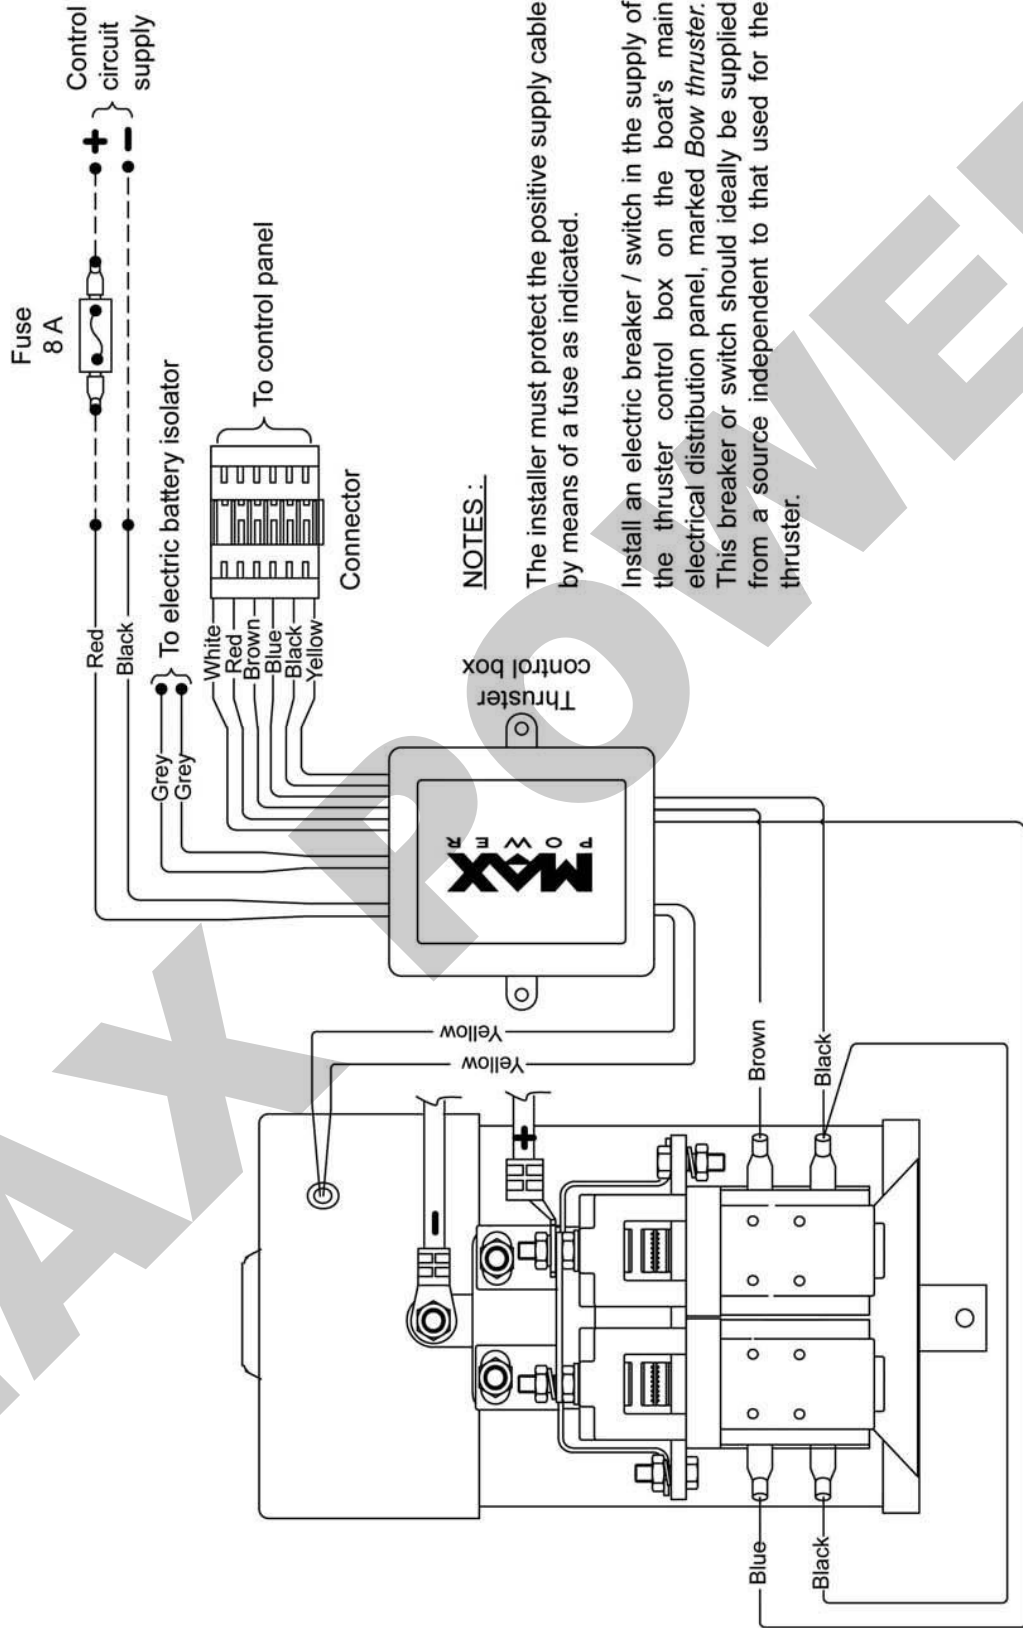 Fuse
8 A
Control
circuit
supply
+
−
Red
Black
To electric battery isolator
Grey
Grey
To control panel
White
Red
Brown
Blue
Black
Yellow
Connector
Thruster
control box
MAX
POWER
Yellow
Yellow
−
+
Brown
Black
Blue
Black
NOTES :
The installer must protect the positive supply cable
by means of a fuse as indicated.
Install an electric breaker / switch in the supply of
the thruster control box on the boat's main
electrical distribution panel, marked Bow thruster.
This breaker or switch should ideally be supplied
from a source independent to that used for the
thruster.
MAX POWER